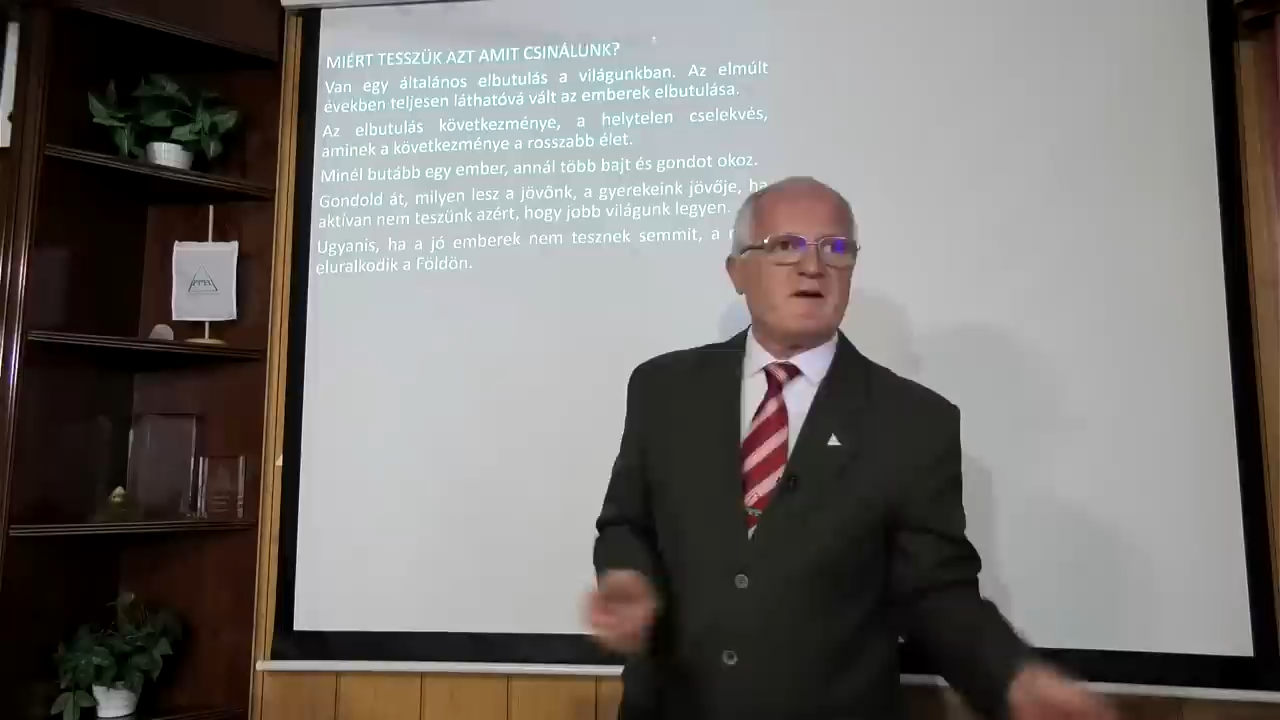 MIÉRT TESSZÜK AZT AMIT CSINÁLUNK?
Van egy általános elbutulás a világunkban. Az elmúlt
években teljesen láthatóvá vált az emberek elbutulása.
Az elbutulás következménye, a helytelen cselekvés,
aminek a következménye a rosszabb élet.
Minél butább egy ember, annál több bajt és gondot okoz.
Gondold át, milyen lesz a jövőnk, a gyerekeink jövője, ha
aktívan nem teszünk azért, hogy jobb világunk legyen.
Ugyanis, ha a jó emberek nem tesznek semmit, a
eluralkodik a Földön.